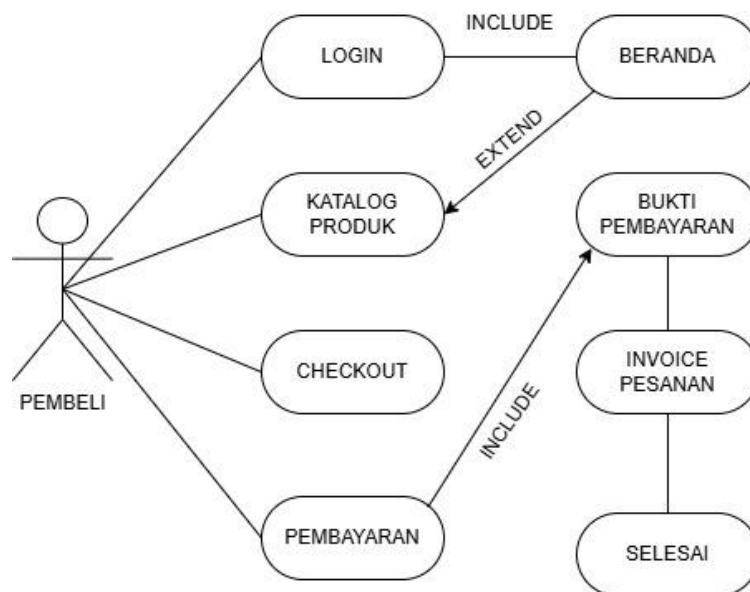 INCLUDE
LOGIN
BERANDA
EXTEND
KATALOG
PRODUK
BUKTI
PEMBAYARAN
CHECKOUT
INVOICE
PESANAN
PEMBELI
INCLUDE
PEMBAYARAN
SELESAI